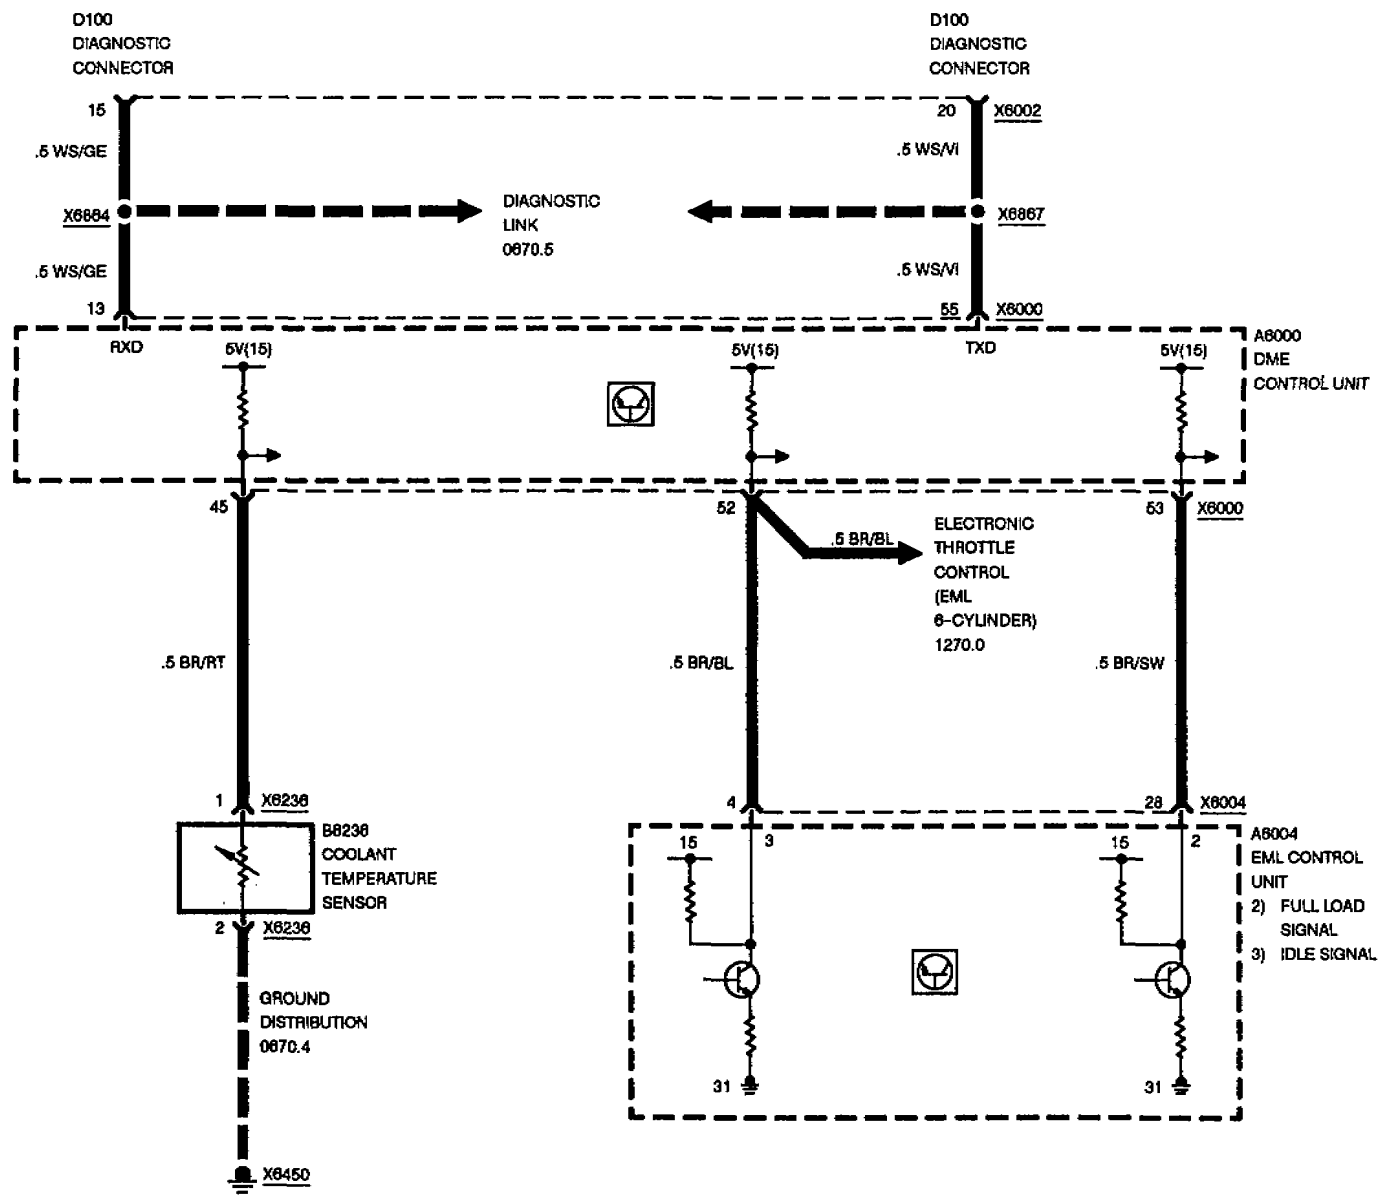 D100
DIAGNOSTIC
CONNECTOR
D100
DIAGNOSTIC
CONNECTOR
15
20
X6002
.5 WS/GE
.5 WS/VI
X6864
DIAGNOSTIC
LINK
0670.5
X6867
.5 WS/GE
.5 WS/VI
13
55
X6000
RXD
TXD
5V(15)
5V(15)
5V(15)
A6000
DME
CONTROL UNIT
45
52
53
X6000
.5 BR/BL
ELECTRONIC
THROTTLE
CONTROL
(EML
6-CYLINDER)
1270.0
.5 BR/RT
.5 BR/BL
.5 BR/SW
1
X6236
4
28
X6004
B6236
COOLANT
TEMPERATURE
SENSOR
15
3
15
2
A6004
EML CONTROL
UNIT
2) FULL LOAD
SIGNAL
3) IDLE SIGNAL
2
X6236
GROUND
DISTRIBUTION
0670.4
31
31
X6450